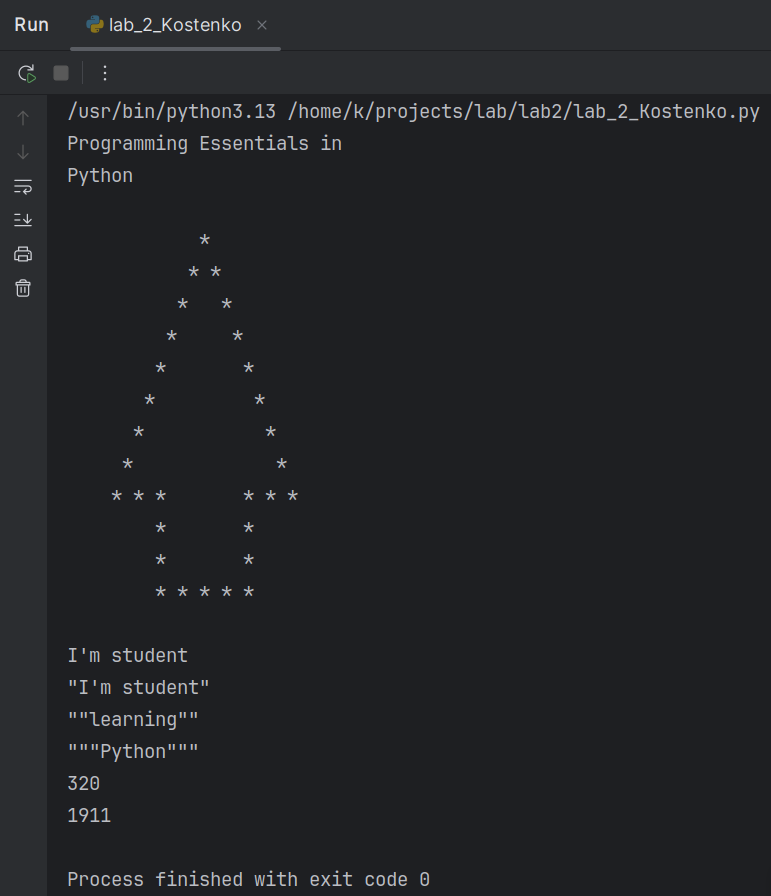 Run lab_2_Kostenko
/usr/bin/python3.13 /home/k/projects/lab/lab2/lab_2_Kostenko.py
Programming Essentials in
Python

            *
           * *
          *   *
         *     *
        *       *
       *         *
      *           *
     *             *
    * * *       * * *
        *       *
        *       *
        * * * * *

I'm student
"I'm student"
""learning""
"""Python"""
320
1911

Process finished with exit code 0